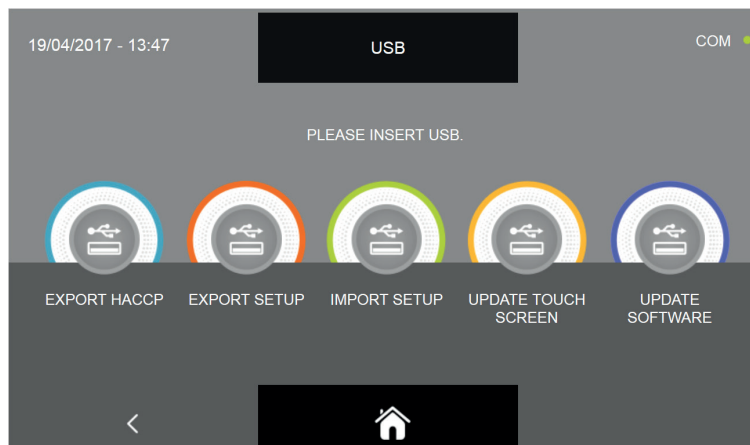 19/04/2017 - 13:47
USB
COM
PLEASE INSERT USB.
EXPORT HACCP
EXPORT SETUP
IMPORT SETUP
UPDATE TOUCH
SCREEN
UPDATE
SOFTWARE